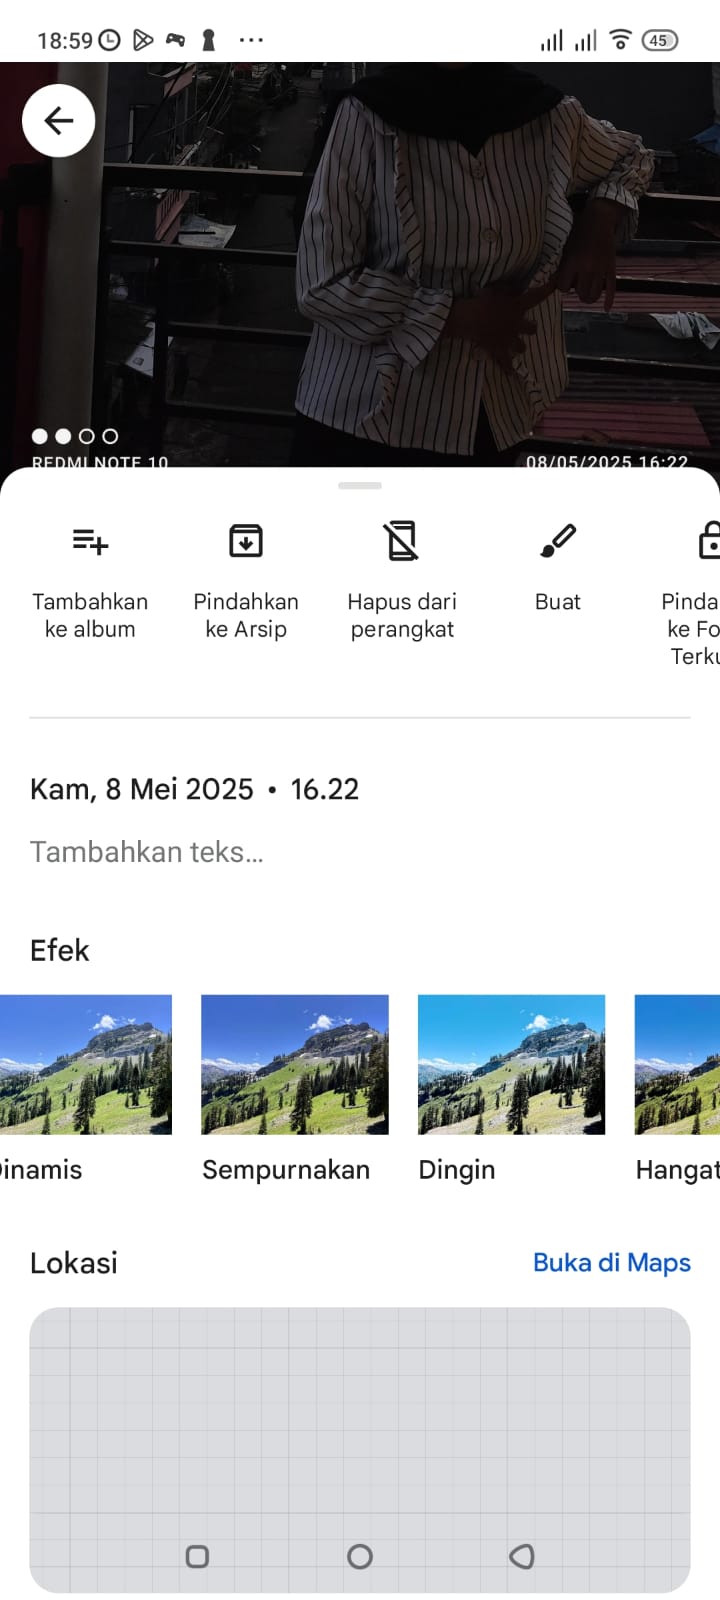 18:59
45
REDMI NOTE 10
08/05/2025 16:22
Tambahkan
ke album
Pindahkan
ke Arsip
Hapus dari
perangkat
Buat
Pinda
ke Fo
Terku
Kam, 8 Mei 2025 • 16.22
Tambahkan teks...
Efek
inamis
Sempurnakan
Dingin
Hangat
Lokasi
Buka di Maps